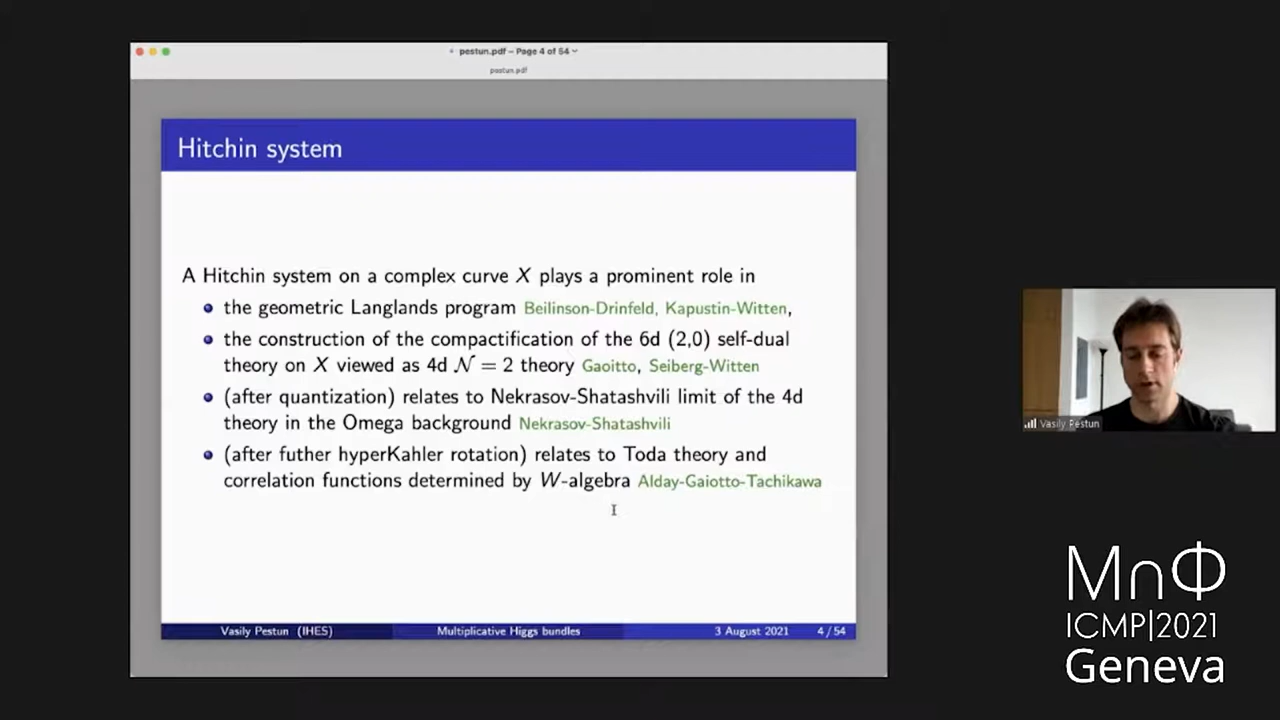 pestun.pdf – Page 4 of 54
pestun.pdf
Hitchin system
A Hitchin system on a complex curve X plays a prominent role in
the geometric Langlands program Beilinson-Drinfeld, Kapustin-Witten,
the construction of the compactification of the 6d (2,0) self-dual
theory on X viewed as 4d 𝒩 = 2 theory Gaoitto, Seiberg-Witten
(after quantization) relates to Nekrasov-Shatashvili limit of the 4d
theory in the Omega background Nekrasov-Shatashvili
(after futher hyperKahler rotation) relates to Toda theory and
correlation functions determined by W-algebra Alday-Gaiotto-Tachikawa
Vasily Pestun (IHES) Multiplicative Higgs bundles 3 August 2021 4 / 54
Vasily Pestun
M∩Φ
ICMP|2021
Geneva